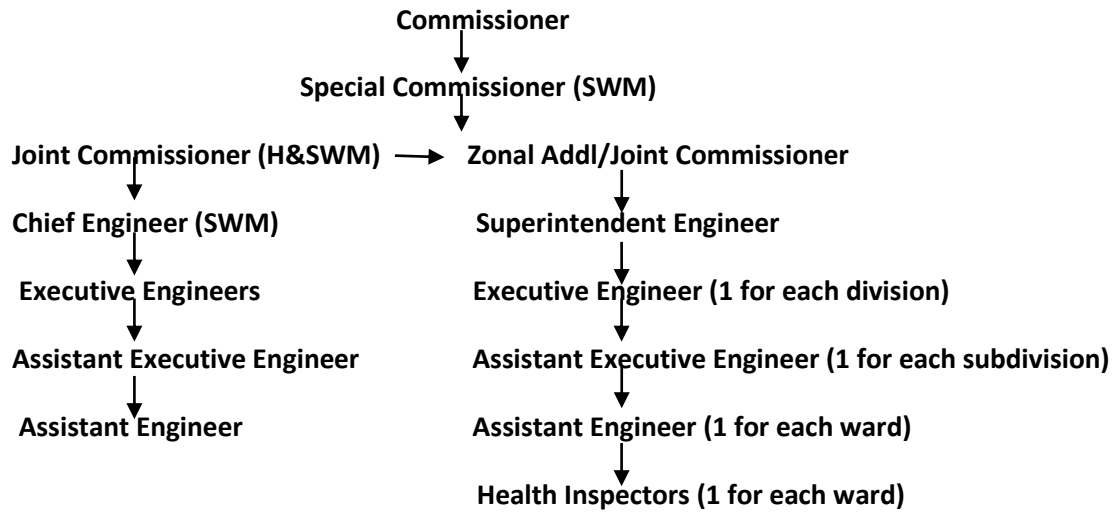 Commissioner
Special Commissioner (SWM)
Joint Commissioner (H&SWM) Zonal Addl/Joint Commissioner
Chief Engineer (SWM) Superintendent Engineer
Executive Engineers Executive Engineer (1 for each division)
Assistant Executive Engineer Assistant Executive Engineer (1 for each subdivision)
Assistant Engineer Assistant Engineer (1 for each ward)
Health Inspectors (1 for each ward)